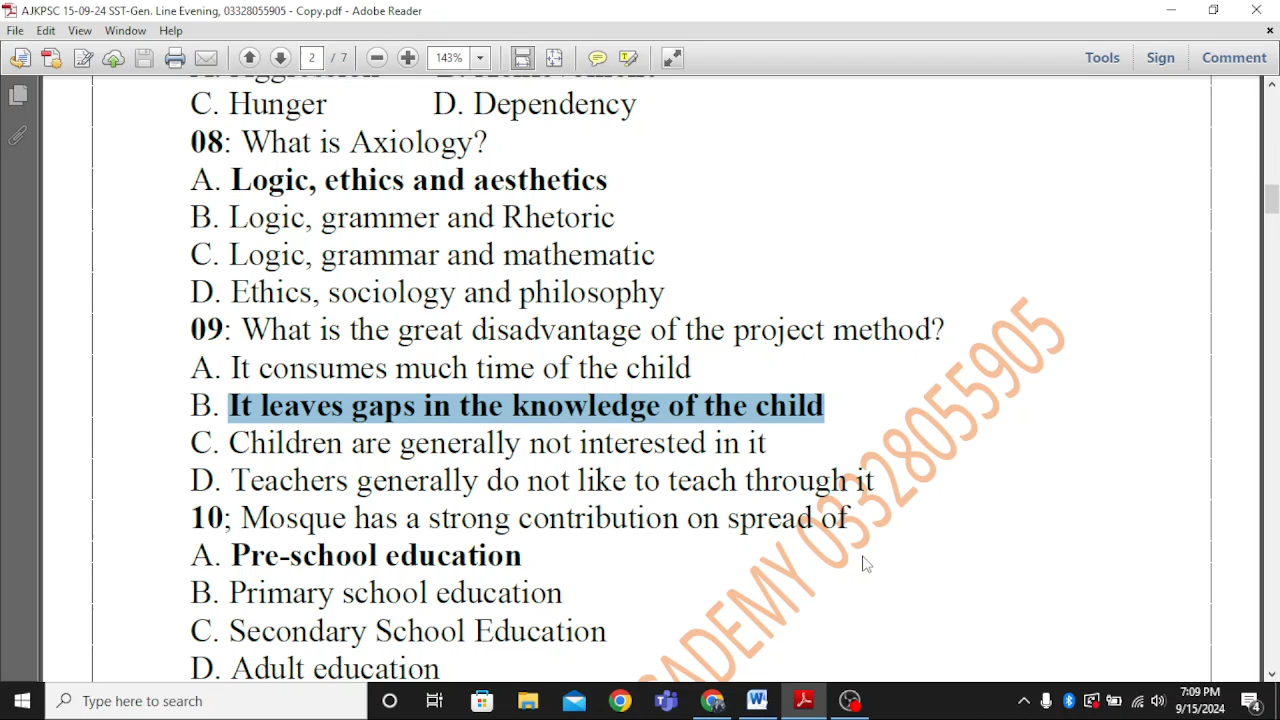 AJKPSC 15-09-24 SST-Gen. Line Evening, 03328055905 - Copy.pdf - Adobe Reader
File Edit View Window Help
2 / 7 143% Tools Sign Comment
C. Hunger D. Dependency
08: What is Axiology?
A. Logic, ethics and aesthetics
B. Logic, grammer and Rhetoric
C. Logic, grammar and mathematic
D. Ethics, sociology and philosophy
09: What is the great disadvantage of the project method?
A. It consumes much time of the child
B. It leaves gaps in the knowledge of the child
C. Children are generally not interested in it
D. Teachers generally do not like to teach through it
10; Mosque has a strong contribution on spread of
A. Pre-school education
B. Primary school education
C. Secondary School Education
D. Adult education
CADEMY 03328055905
Type here to search
7:09 PM
9/15/2024
4